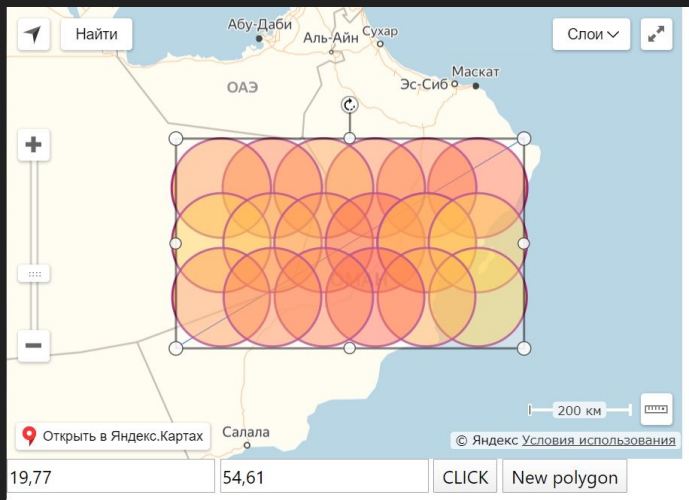 Найти
Слои
Абу-Даби
Аль-Айн
Сухар
Маскат
Эс-Сиб
ОАЭ
ОМАН
200 км
Открыть в Яндекс.Картах
Салала
© Яндекс Условия использования
19,77
54,61
CLICK
New polygon